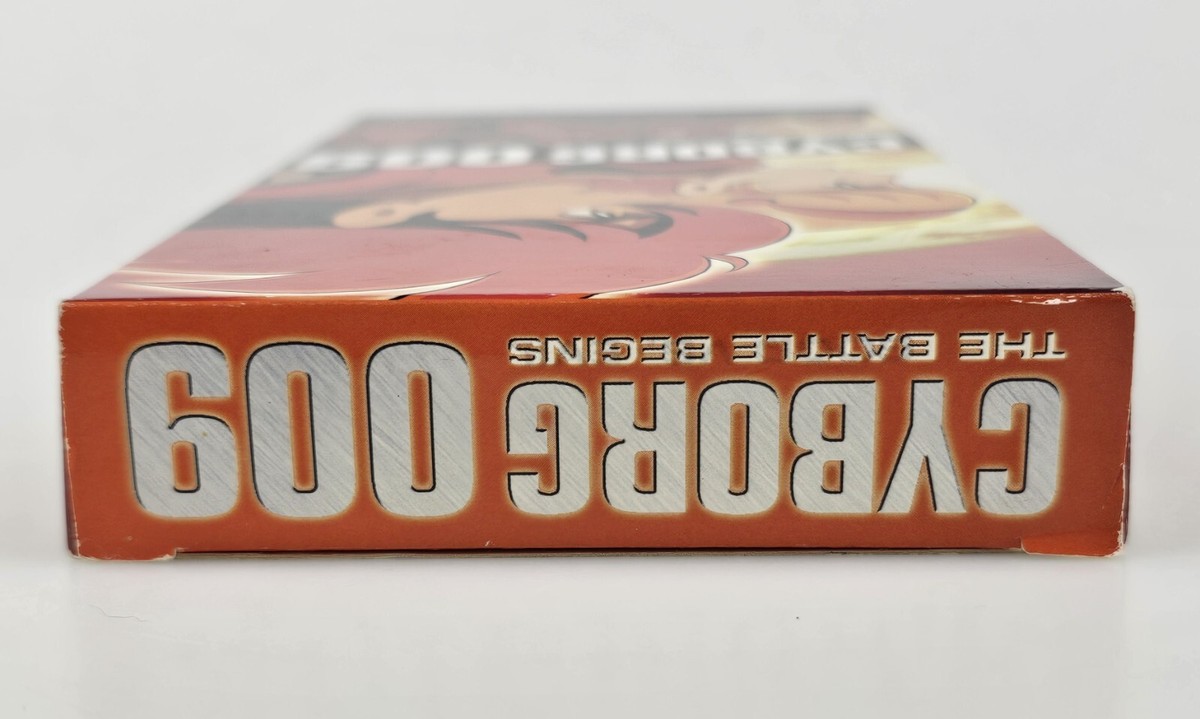 CYBORG 009
THE BATTLE BEGINS